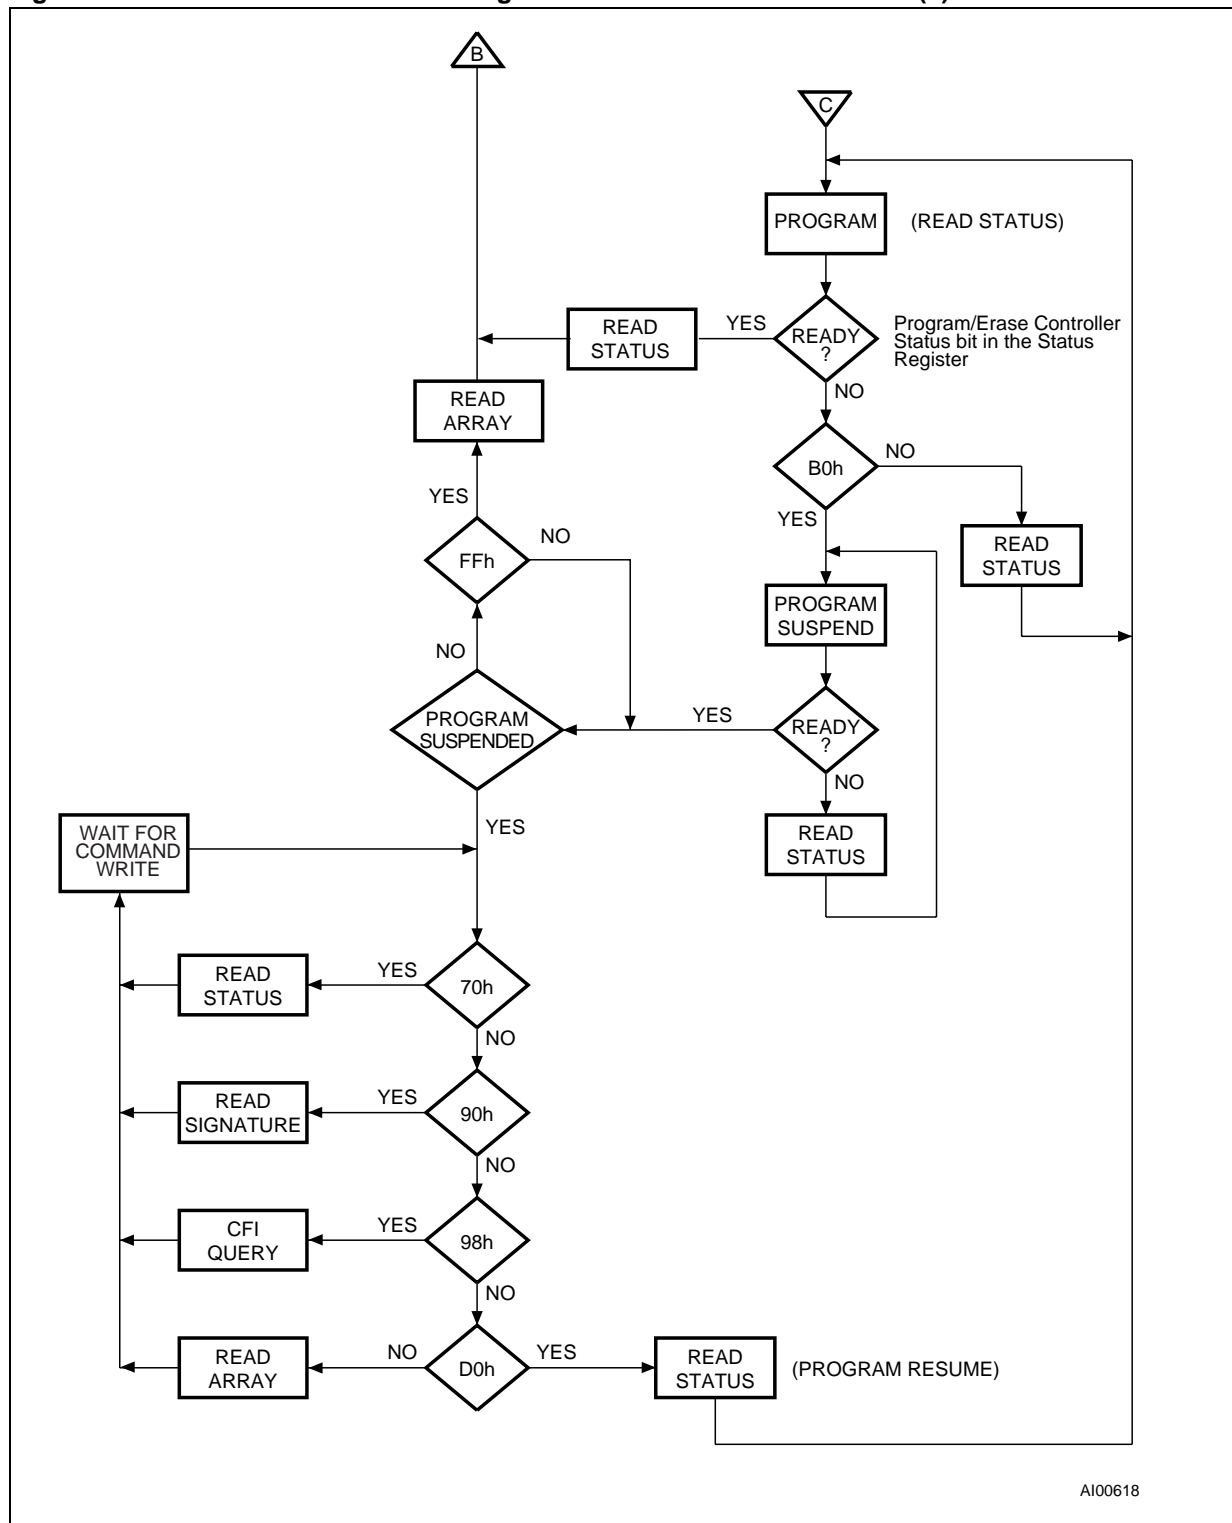 B
C
PROGRAM
(READ STATUS)
READ
STATUS
YES
READY
?
Program/Erase Controller
Status bit in the Status
Register
NO
READ
ARRAY
B0h
NO
YES
YES
FFh
NO
READ
STATUS
PROGRAM
SUSPEND
NO
PROGRAM
SUSPENDED
YES
READY
?
NO
YES
READ
STATUS
WAIT FOR
COMMAND
WRITE
READ
STATUS
YES
70h
NO
READ
SIGNATURE
YES
90h
NO
CFI
QUERY
YES
98h
NO
READ
ARRAY
NO
D0h
YES
READ
STATUS
(PROGRAM RESUME)
AI00618